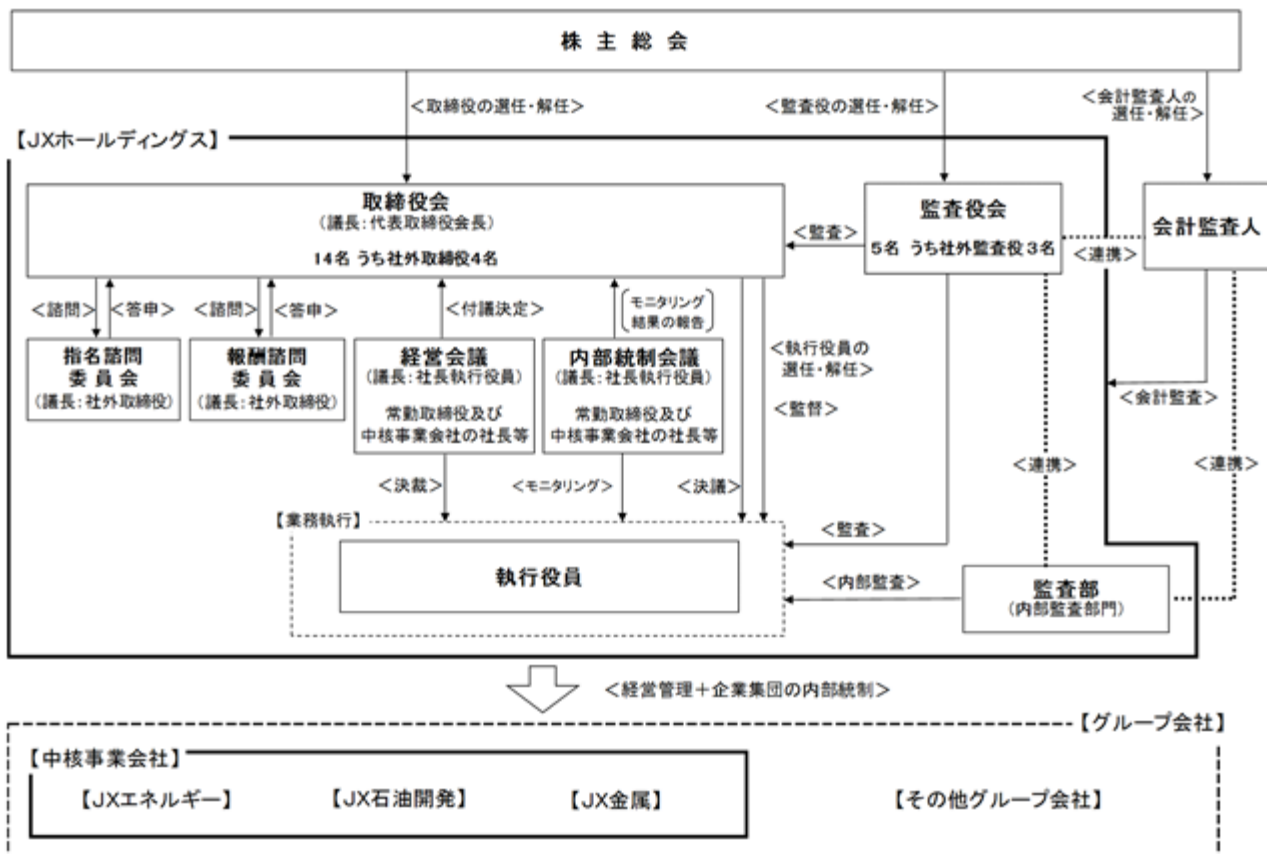 株 主 総 会
<取締役の選任・解任>
<監査役の選任・解任>
<会計監査人の
選任・解任>
【JXホールディングス】
取締役会
(議長:代表取締役会長)
14名 うち社外取締役4名
<監査>
監査役会
5名 うち社外監査役3名
<連携>
会計監査人
<諮問>
<答申>
<諮問>
<答申>
<付議決定>
モニタリング
結果の報告
指名諮問
委 員 会
(議長:社外取締役)
報酬諮問
委 員 会
(議長:社外取締役)
経営会議
(議長:社長執行役員)
常勤取締役及び
中核事業会社の社長等
内部統制会議
(議長:社長執行役員)
常勤取締役及び
中核事業会社の社長等
<執行役員の
選任・解任>
<監督>
<会計監査>
<決裁>
<モニタリング>
<決議>
<連携>
<連携>
【業務執行】
執行役員
<監査>
<内部監査>
監査部
(内部監査部門)
<経営管理+企業集団の内部統制>
【グループ会社】
【中核事業会社】
【JXエネルギー】
【JX石油開発】
【JX金属】
【その他グループ会社】